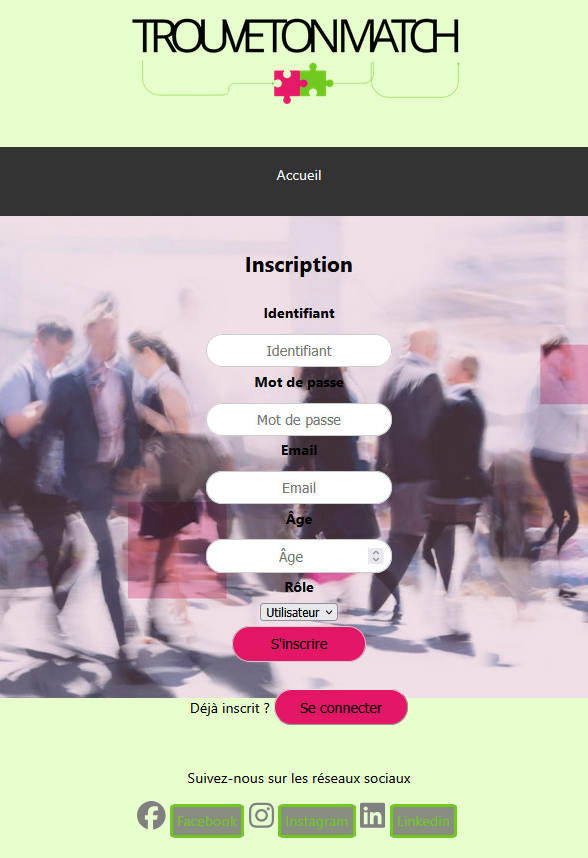 TROUVETONMATCH
Accueil
Inscription
Identifiant
Identifiant
Mot de passe
Mot de passe
Email
Email
Âge
Âge
Rôle
Utilisateur
S'inscrire
Déjà inscrit ? Se connecter
Suivez-nous sur les réseaux sociaux
Facebook Instagram Linkedin